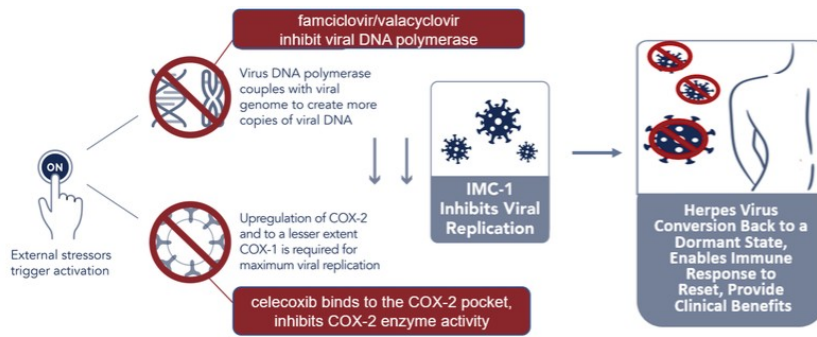 famciclovir/valacyclovir
inhibit viral DNA polymerase
Virus DNA polymerase
couples with viral
genome to create more
copies of viral DNA
ON
External stressors
trigger activation
Upregulation of COX-2
and to a lesser extent
COX-1 is required for
maximum viral replication
celecoxib binds to the COX-2 pocket,
inhibits COX-2 enzyme activity
IMC-1
Inhibits Viral
Replication
Herpes Virus
Conversion Back to a
Dormant State,
Enables Immune
Response to
Reset, Provide
Clinical Benefits